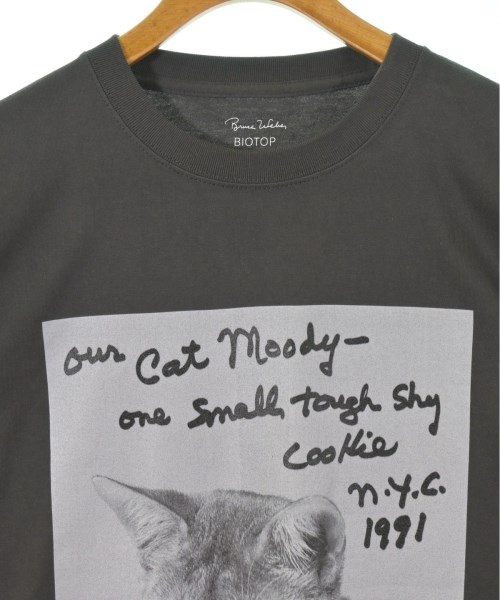 Bruce Weber
BIOTOP
our Cat Moody—
one small, tough shy
Cookie
N.Y.C.
1991